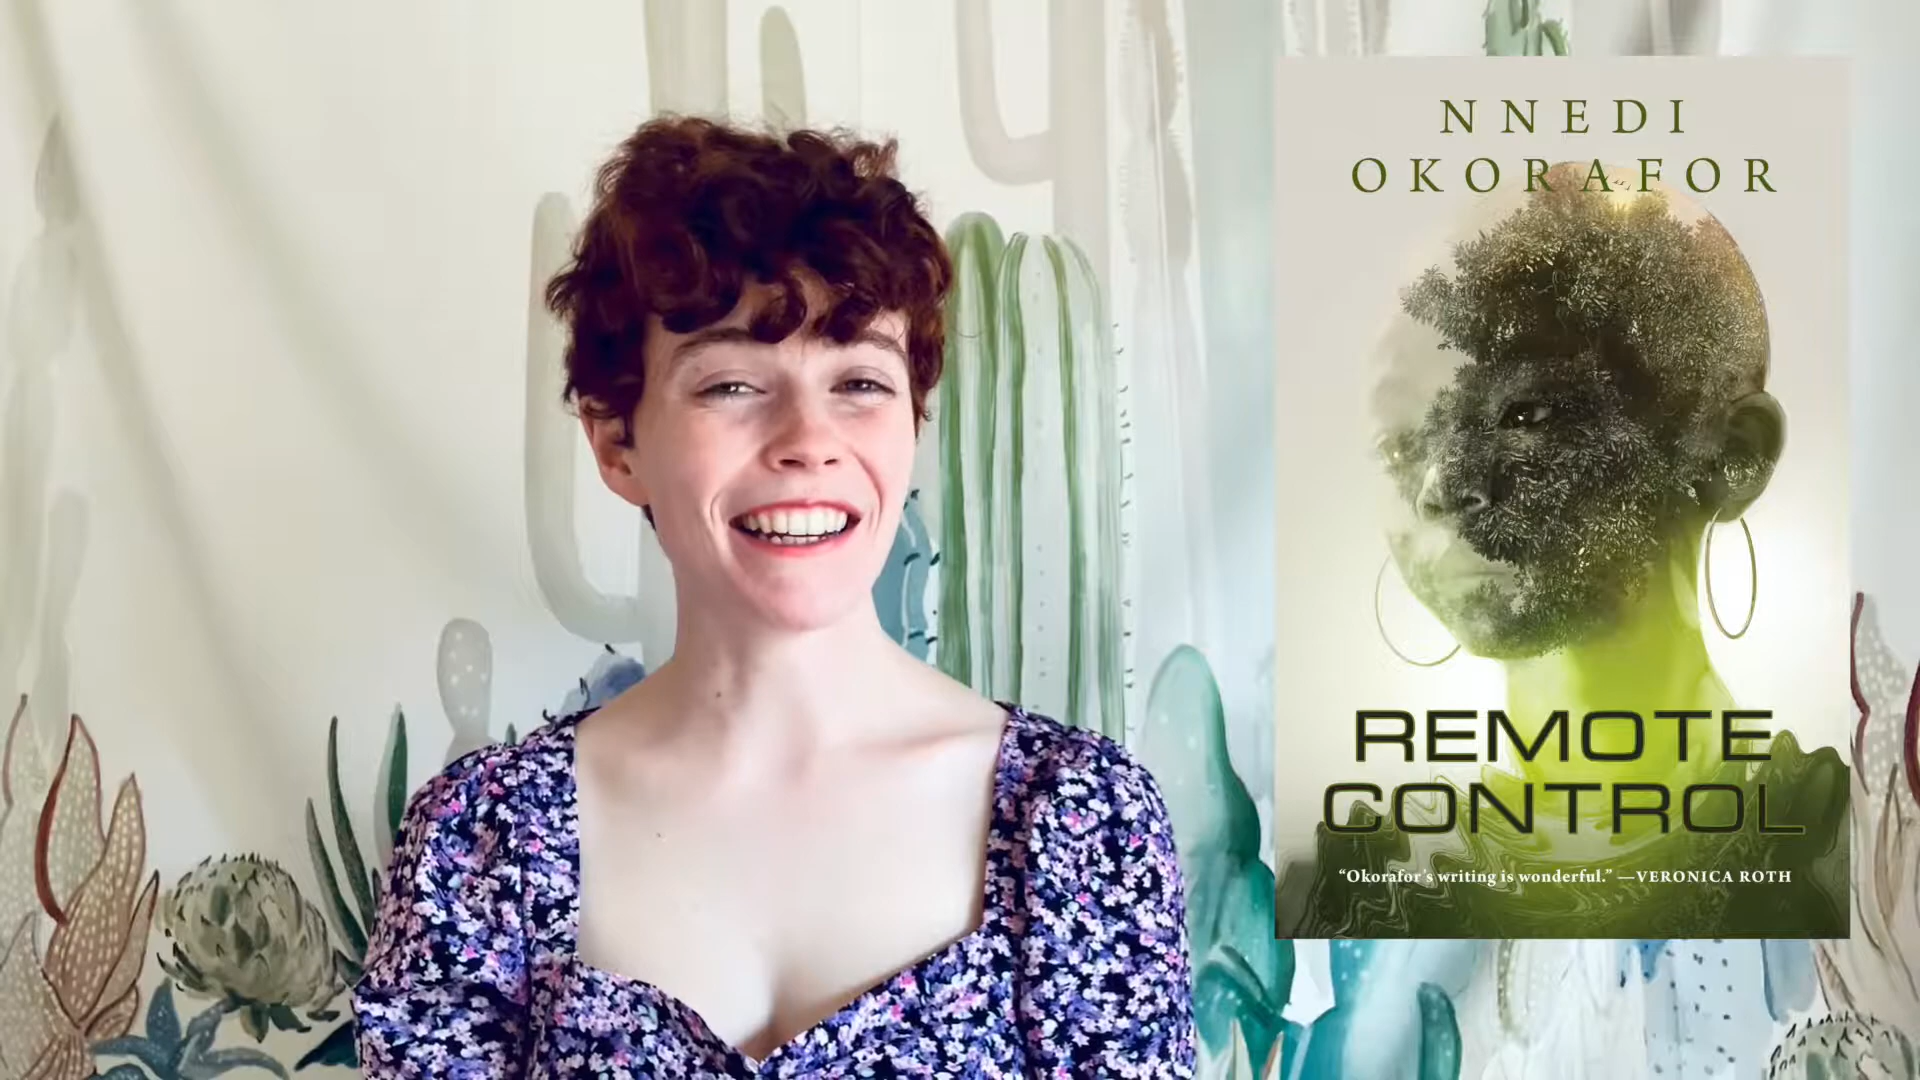 NNEDI
OKORAFOR
REMOTE
CONTROL
“Okorafor’s writing is wonderful.” —VERONICA ROTH